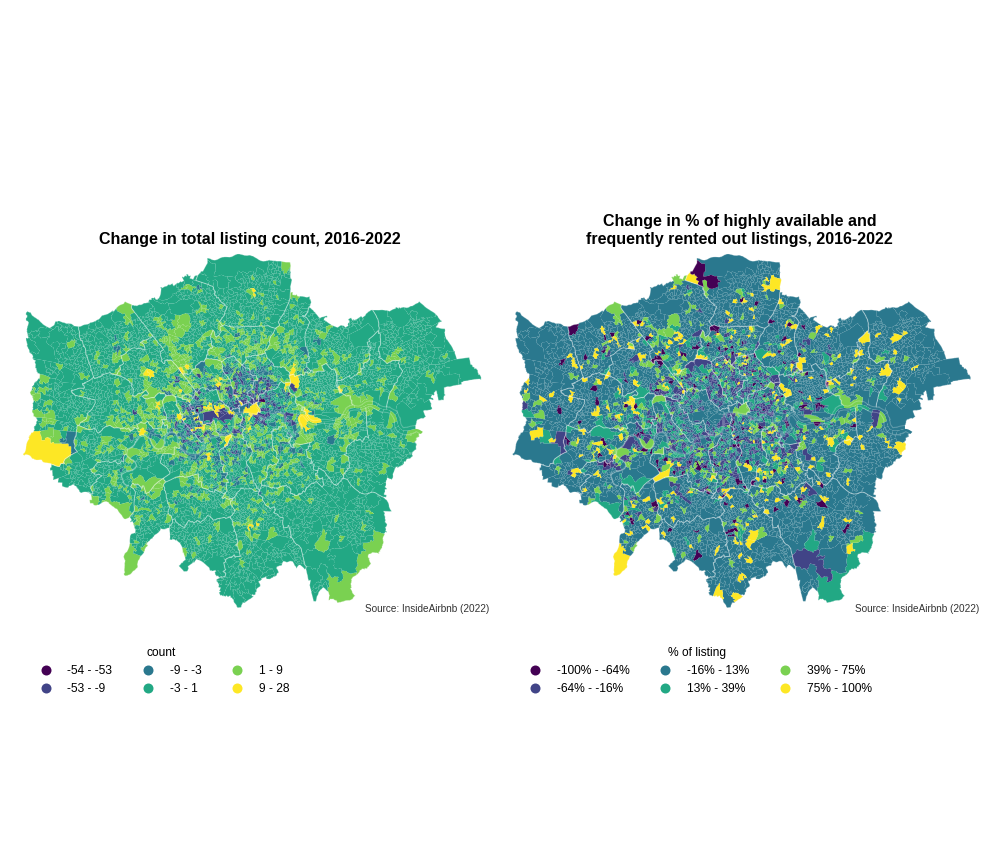 Change in total listing count, 2016-2022
Change in % of highly available and
frequently rented out listings, 2016-2022
Source: InsideAirbnb (2022)
Source: InsideAirbnb (2022)
count
-54 - -53
-9 - -3
1 - 9
-53 - -9
-3 - 1
9 - 28
% of listing
-100% - -64%
-16% - 13%
39% - 75%
-64% - -16%
13% - 39%
75% - 100%